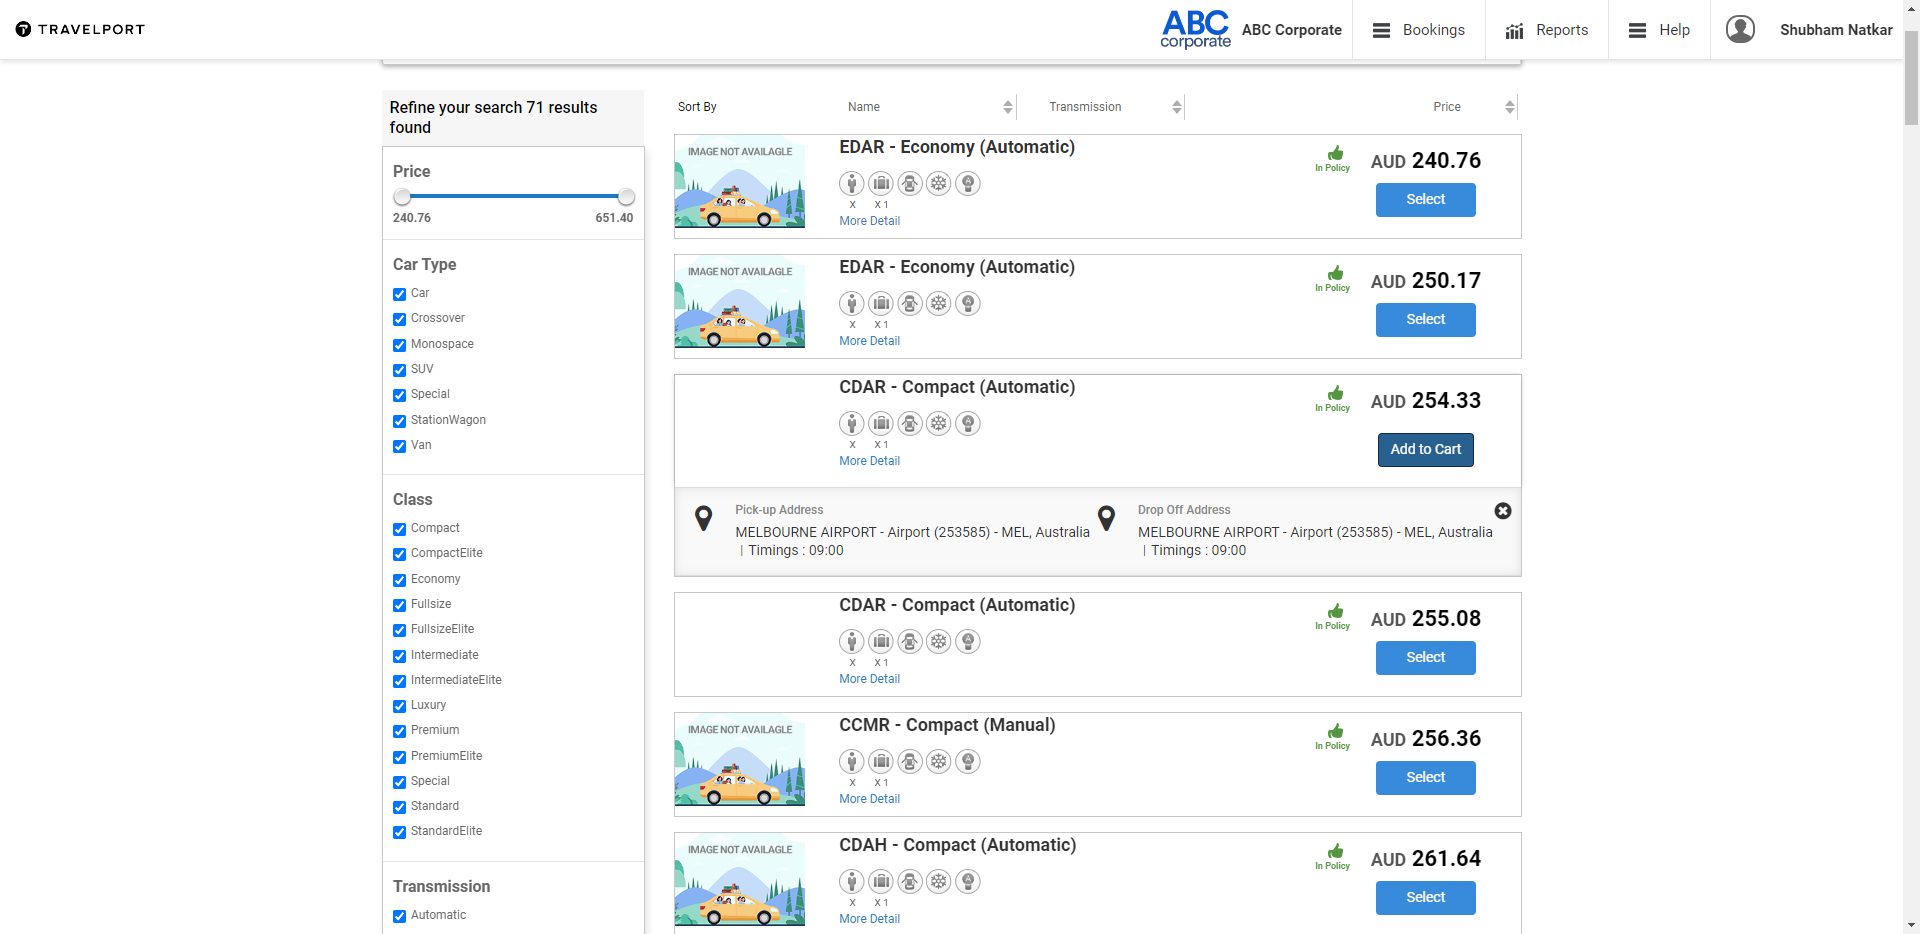 TRAVELPORT
ABC
corporate
ABC Corporate
Bookings
Reports
Help
Shubham Natkar
Refine your search 71 results
found
Price
240.76
651.40
Car Type
Car
Crossover
Monospace
SUV
Special
StationWagon
Van
Class
Compact
CompactElite
Economy
Fullsize
FullsizeElite
Intermediate
IntermediateElite
Luxury
Premium
PremiumElite
Special
Standard
StandardElite
Transmission
Automatic
Sort By
Name
Transmission
Price
IMAGE NOT AVAILAGLE
EDAR - Economy (Automatic)
X
X 1
More Detail
In Policy
AUD 240.76
Select
IMAGE NOT AVAILAGLE
EDAR - Economy (Automatic)
X
X 1
More Detail
In Policy
AUD 250.17
Select
CDAR - Compact (Automatic)
X
X 1
More Detail
In Policy
AUD 254.33
Add to Cart
Pick-up Address
MELBOURNE AIRPORT - Airport (253585) - MEL, Australia
| Timings : 09:00
Drop Off Address
MELBOURNE AIRPORT - Airport (253585) - MEL, Australia
| Timings : 09:00
CDAR - Compact (Automatic)
X
X 1
More Detail
In Policy
AUD 255.08
Select
IMAGE NOT AVAILAGLE
CCMR - Compact (Manual)
X
X 1
More Detail
In Policy
AUD 256.36
Select
IMAGE NOT AVAILAGLE
CDAH - Compact (Automatic)
X
X 1
More Detail
In Policy
AUD 261.64
Select